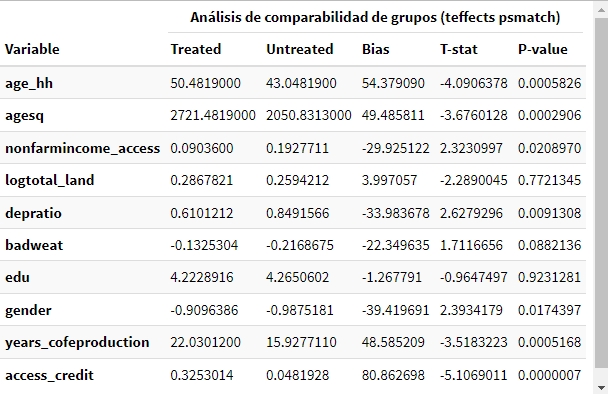 Análisis de comparabilidad de grupos (teffects psmatch)
Variable Treated Untreated Bias T-stat P-value
age_hh 50.4819000 43.0481900 54.379090 -4.0906378 0.0005826
agesq 2721.4819000 2050.8313000 49.485811 -3.6760128 0.0002906
nonfarmincome_access 0.0903600 0.1927711 -29.925122 2.3230997 0.0208970
logtotal_land 0.2867821 0.2594212 3.997057 -2.2890045 0.7721345
depratio 0.6101212 0.8491566 -33.983678 2.6279296 0.0091308
badweat -0.1325304 -0.2168675 -22.349635 1.7116656 0.0882136
edu 4.2228916 4.2650602 -1.267791 -0.9647497 0.9231281
gender -0.9096386 -0.9875181 -39.419691 2.3934179 0.0174397
years_cofeproduction 22.0301200 15.9277110 48.585209 -3.5183223 0.0005168
access_credit 0.3253014 0.0481928 80.862698 -5.1069011 0.0000007